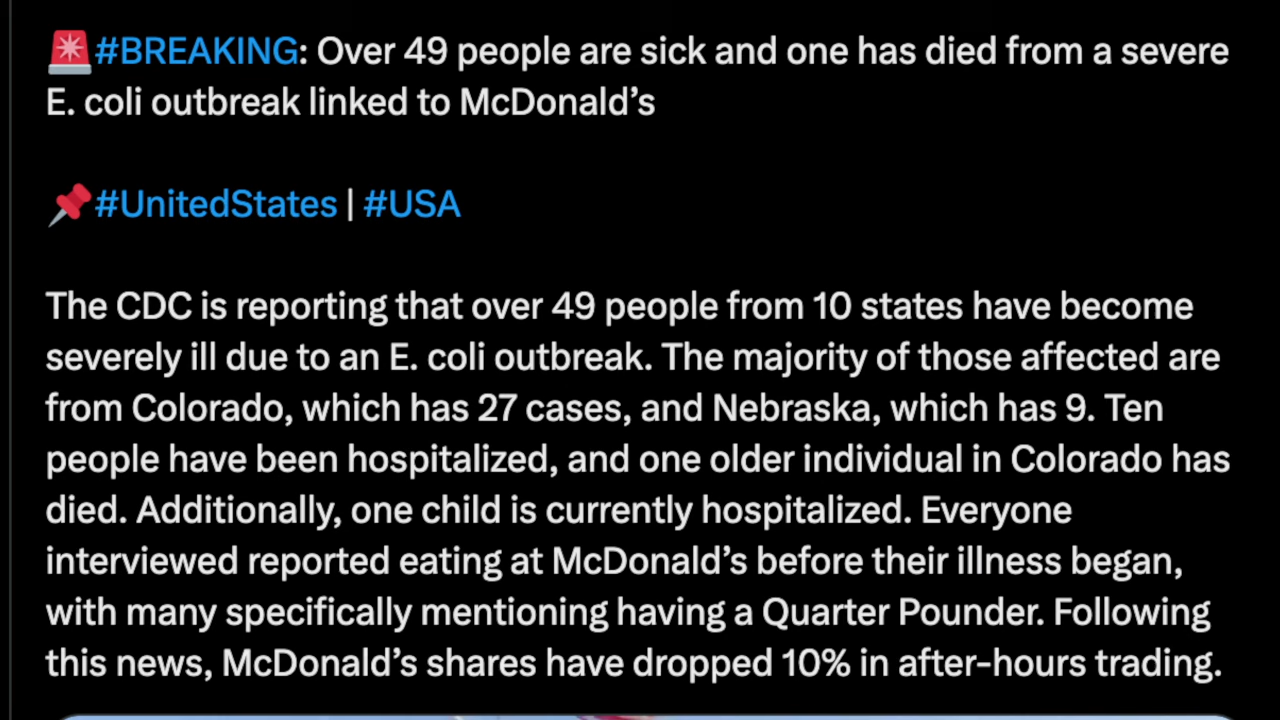 🚨#BREAKING: Over 49 people are sick and one has died from a severe
E. coli outbreak linked to McDonald’s
📌#UnitedStates | #USA
The CDC is reporting that over 49 people from 10 states have become
severely ill due to an E. coli outbreak. The majority of those affected are
from Colorado, which has 27 cases, and Nebraska, which has 9. Ten
people have been hospitalized, and one older individual in Colorado has
died. Additionally, one child is currently hospitalized. Everyone
interviewed reported eating at McDonald’s before their illness began,
with many specifically mentioning having a Quarter Pounder. Following
this news, McDonald’s shares have dropped 10% in after-hours trading.